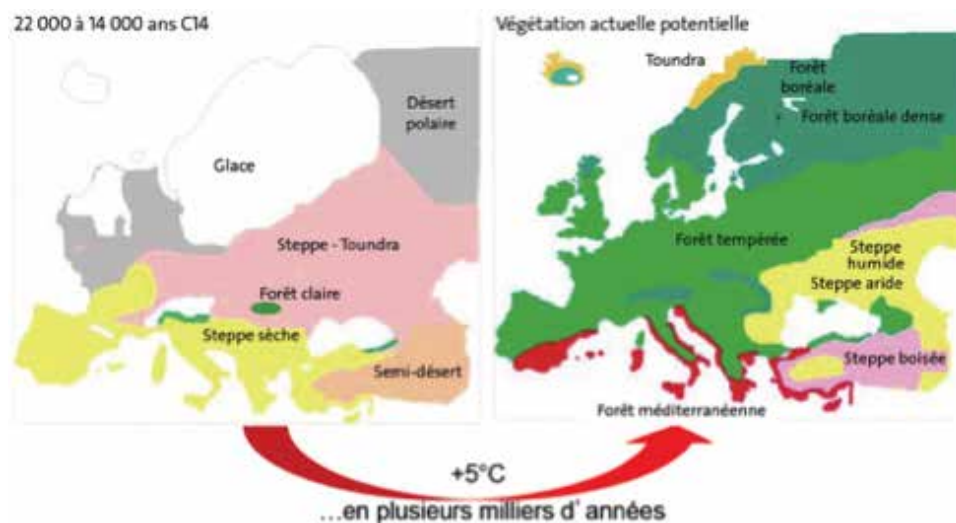 22 000 à 14 000 ans C14
Désert
polaire
Glace
Steppe - Toundra
Forêt claire
Steppe sèche
Semi-désert
Végétation actuelle potentielle
Toundra
Forêt
boréale
Forêt boréale dense
Forêt tempérée
Steppe
humide
Steppe aride
Steppe boisée
Forêt méditerranéenne
+5°C
...en plusieurs milliers d' années